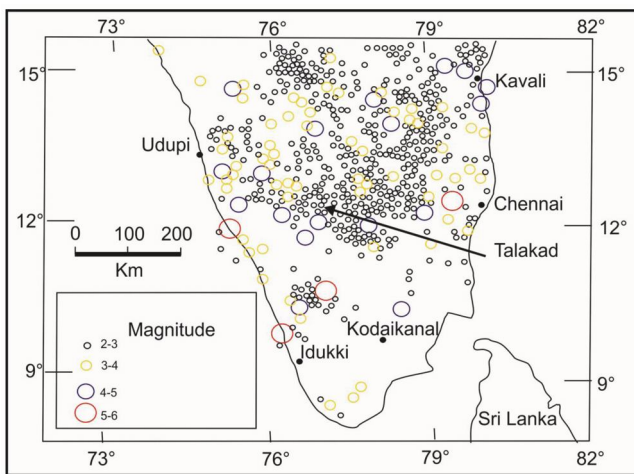 73° 76° 79° 82°
15° 15°
Kavali
Udupi
12° Chennai 12°
0 100 200
Km
Talakad
Magnitude
2-3
3-4
4-5
5-6
Kodaikanal
Idukki
9° 9°
Sri Lanka
73° 76° 79° 82°